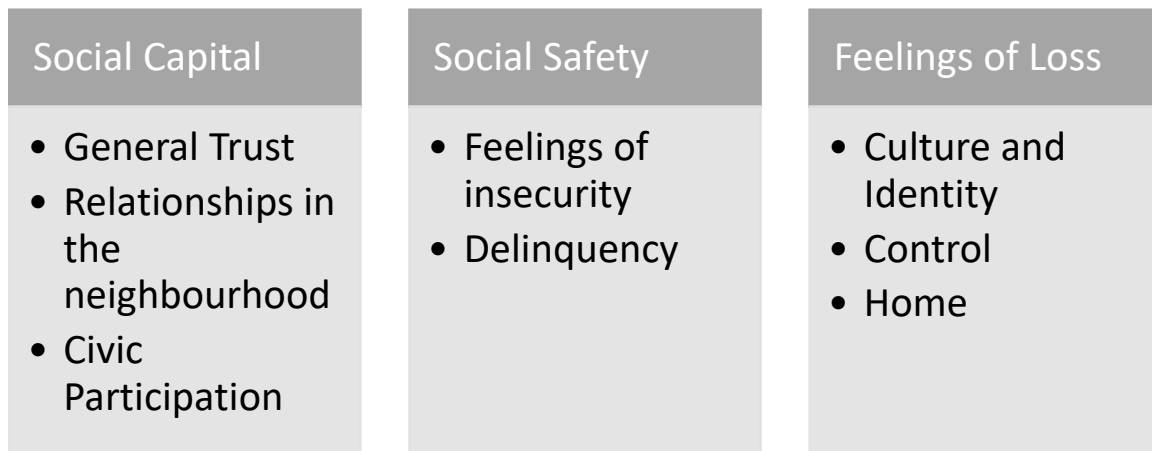 Social Capital
• General Trust
• Relationships in
the
neighbourhood
• Civic
Participation
Social Safety
• Feelings of
insecurity
• Delinquency
Feelings of Loss
• Culture and
Identity
• Control
• Home